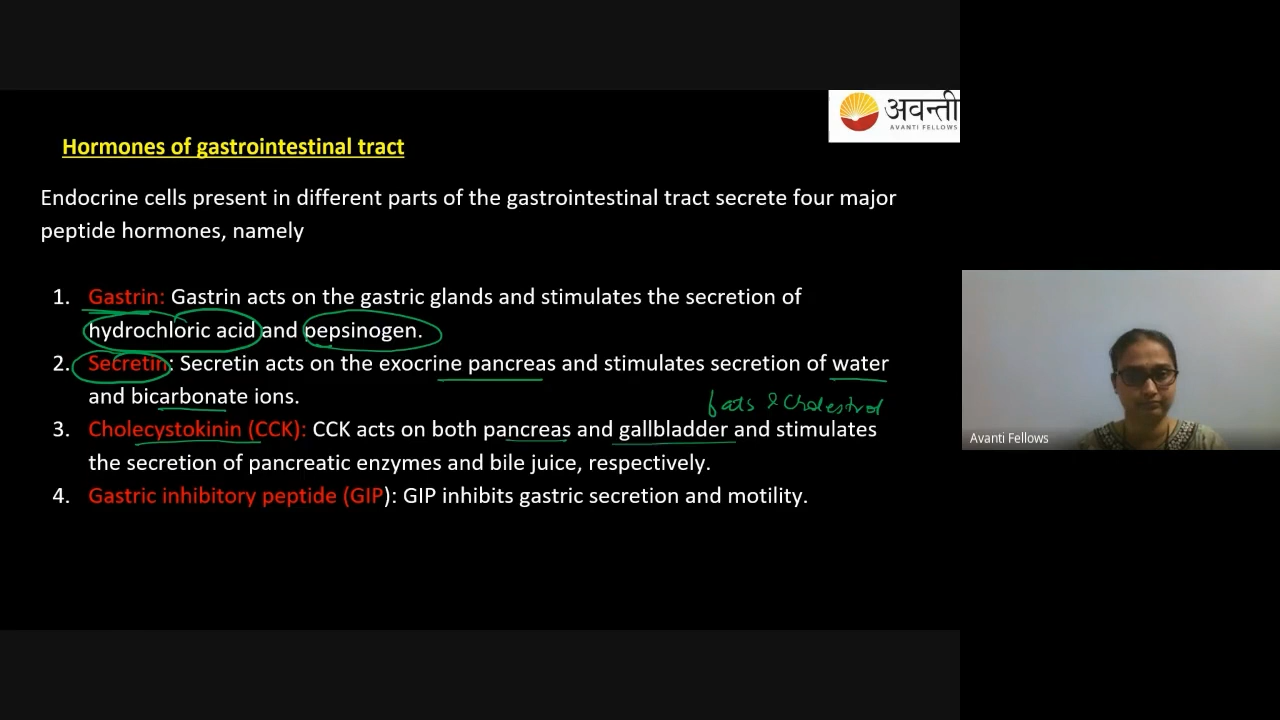 अवन्ती
AVANTI FELLOWS
Hormones of gastrointestinal tract
Endocrine cells present in different parts of the gastrointestinal tract secrete four major
peptide hormones, namely
1. Gastrin: Gastrin acts on the gastric glands and stimulates the secretion of
hydrochloric acid and pepsinogen.
2. Secretin: Secretin acts on the exocrine pancreas and stimulates secretion of water
and bicarbonate ions.
fats & Cholestrol
3. Cholecystokinin (CCK): CCK acts on both pancreas and gallbladder and stimulates
the secretion of pancreatic enzymes and bile juice, respectively.
4. Gastric inhibitory peptide (GIP): GIP inhibits gastric secretion and motility.
Avanti Fellows